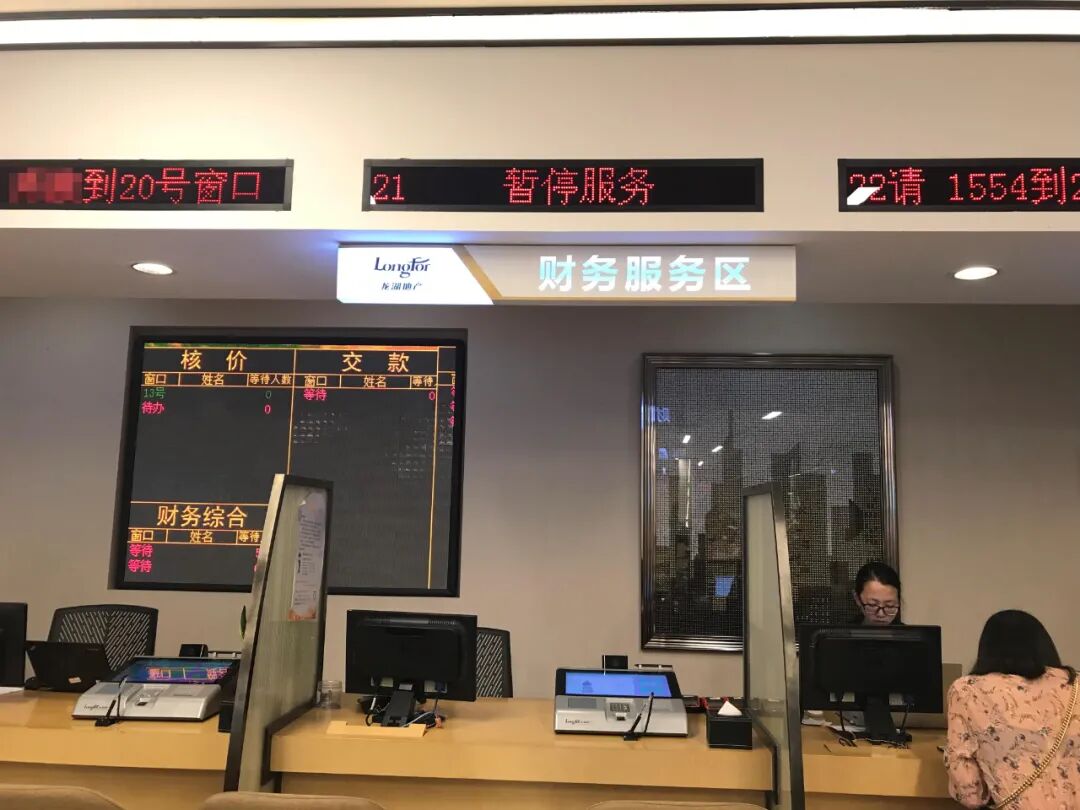 到20号窗口
21 暂停服务
22请 1554到2
Longfor
龙湖地产
财务服务区
核价 交款
窗口 姓名 等待人数 窗口 姓名 等待
13号 0 等待 0
待办 0
财务综合
窗口 姓名 等待
等待
等待
Longfor
Longfor